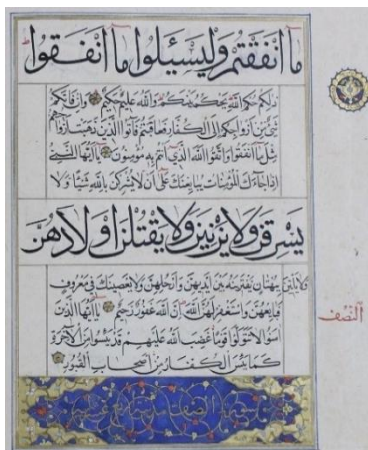 ما أنفقتم وليسئلوا ما أنفقوا
ذلكم حكم الله يحكم بينكم والله عليم حكيم وإن فاتكم
شيء من أزواجكم إلى الكفار فعاقبتم فآتوا الذين ذهبت أزواجهم
مثل ما أنفقوا واتقوا الله الذي أنتم به مؤمنون يا أيها النبي
إذا جاءك المؤمنات يبايعنك على أن لا يشركن بالله شيئا ولا
يسرقن ولا يزنين ولا يقتلن أولادهن
ولا يأتين ببهتان يفترينه بين أيديهن وأرجلهن ولا يعصينك في معروف
فبايعهن واستغفر لهن الله إن الله غفور رحيم يا أيها الذين
آمنوا لا تتولوا قوما غضب الله عليهم قد يئسوا من الآخرة
كما يئس الكفار من أصحاب القبور
النصف
سورة الصف